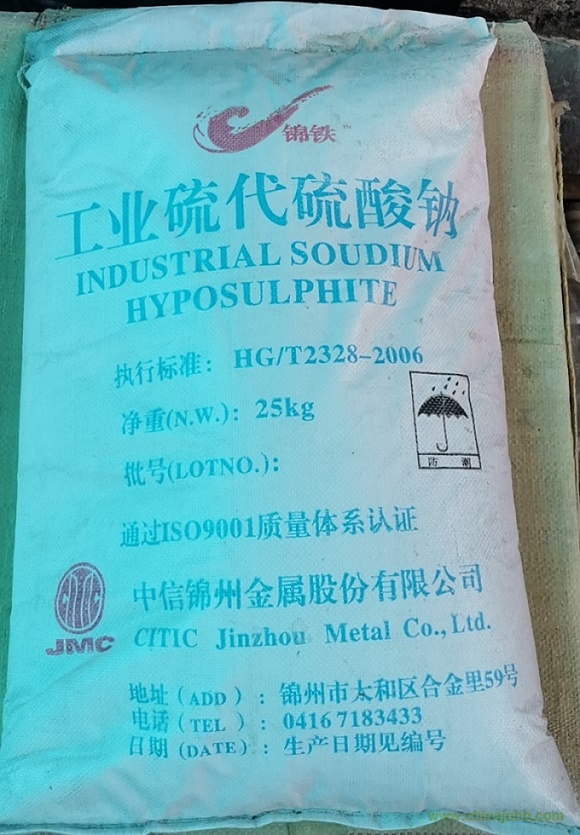 锦铁™
工业硫代硫酸钠
INDUSTRIAL SOUDIUM
HYPOSULPHITE
执行标准: HG/T2328-2006
净重(N.W.): 25kg
防 潮
批号(LOTNO.):
通过ISO9001质量体系认证
中信锦州金属股份有限公司
JMC
CITIC Jinzhou Metal Co., Ltd.
地址(ADD): 锦州市太和区合金里59号
电话(TEL): 0416 7183433
日期(DATE): 生产日期见编号